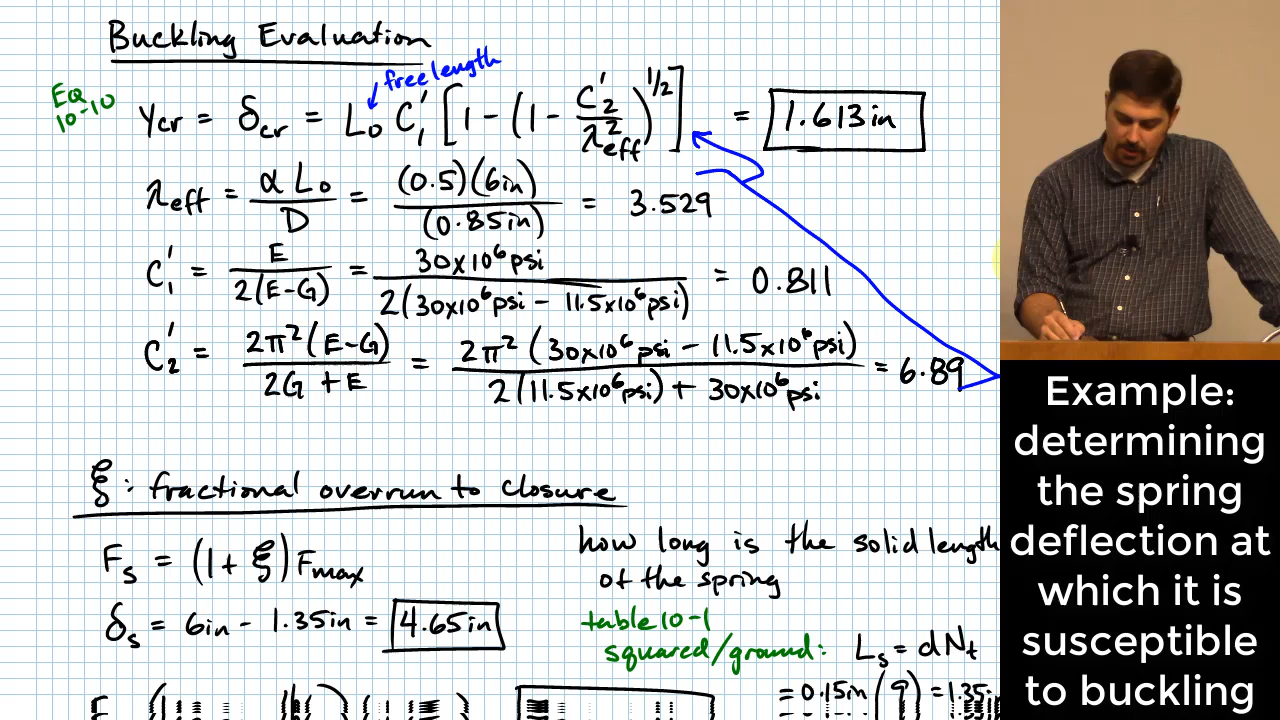 Buckling Evaluation
free length
EQ 10-10
ycr = δcr = L₀ C₁' [1 - (1 - C₂'/λ²eff)^1/2] = 1.613 in
λeff = α L₀/D = (0.5)(6in)/(0.85in) = 3.529
C₁' = E/2(E-G) = 30x10⁶psi/2(30x10⁶psi - 11.5x10⁶psi) = 0.811
C₂' = 2π²(E-G)/2G+E = 2π²(30x10⁶psi - 11.5x10⁶psi)/2(11.5x10⁶psi) + 30x10⁶psi = 6.89
ξ: fractional overrun to closure
Fs = (1+ξ)Fmax
δs = 6in - 1.35in = 4.65in
how long is the solid length
of the spring
table 10-1
squared/ground: Ls = dNt
= 0.15in (9) = 1.35in
Example:
determining
the spring
deflection at
which it is
susceptible
to buckling